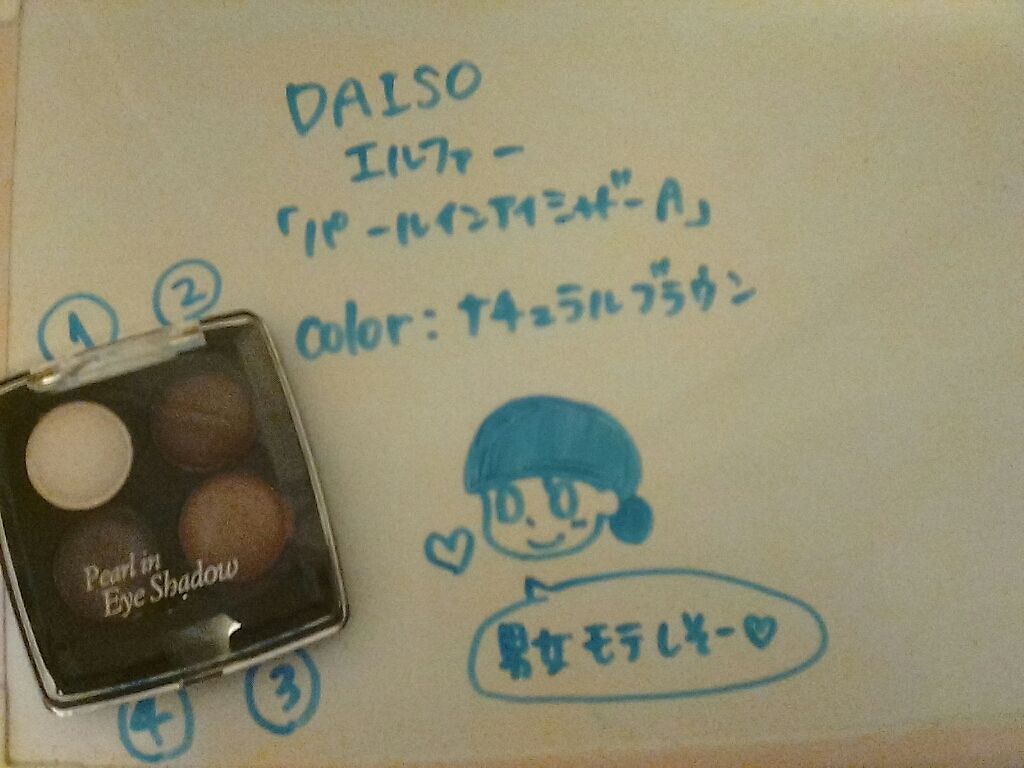 DAISO
エルファー
「パールインアイシャドーA」
① ②
color:ナチュラルブラウン
Pearl in
Eye Shadow
男女モテしそー♡
④ ③